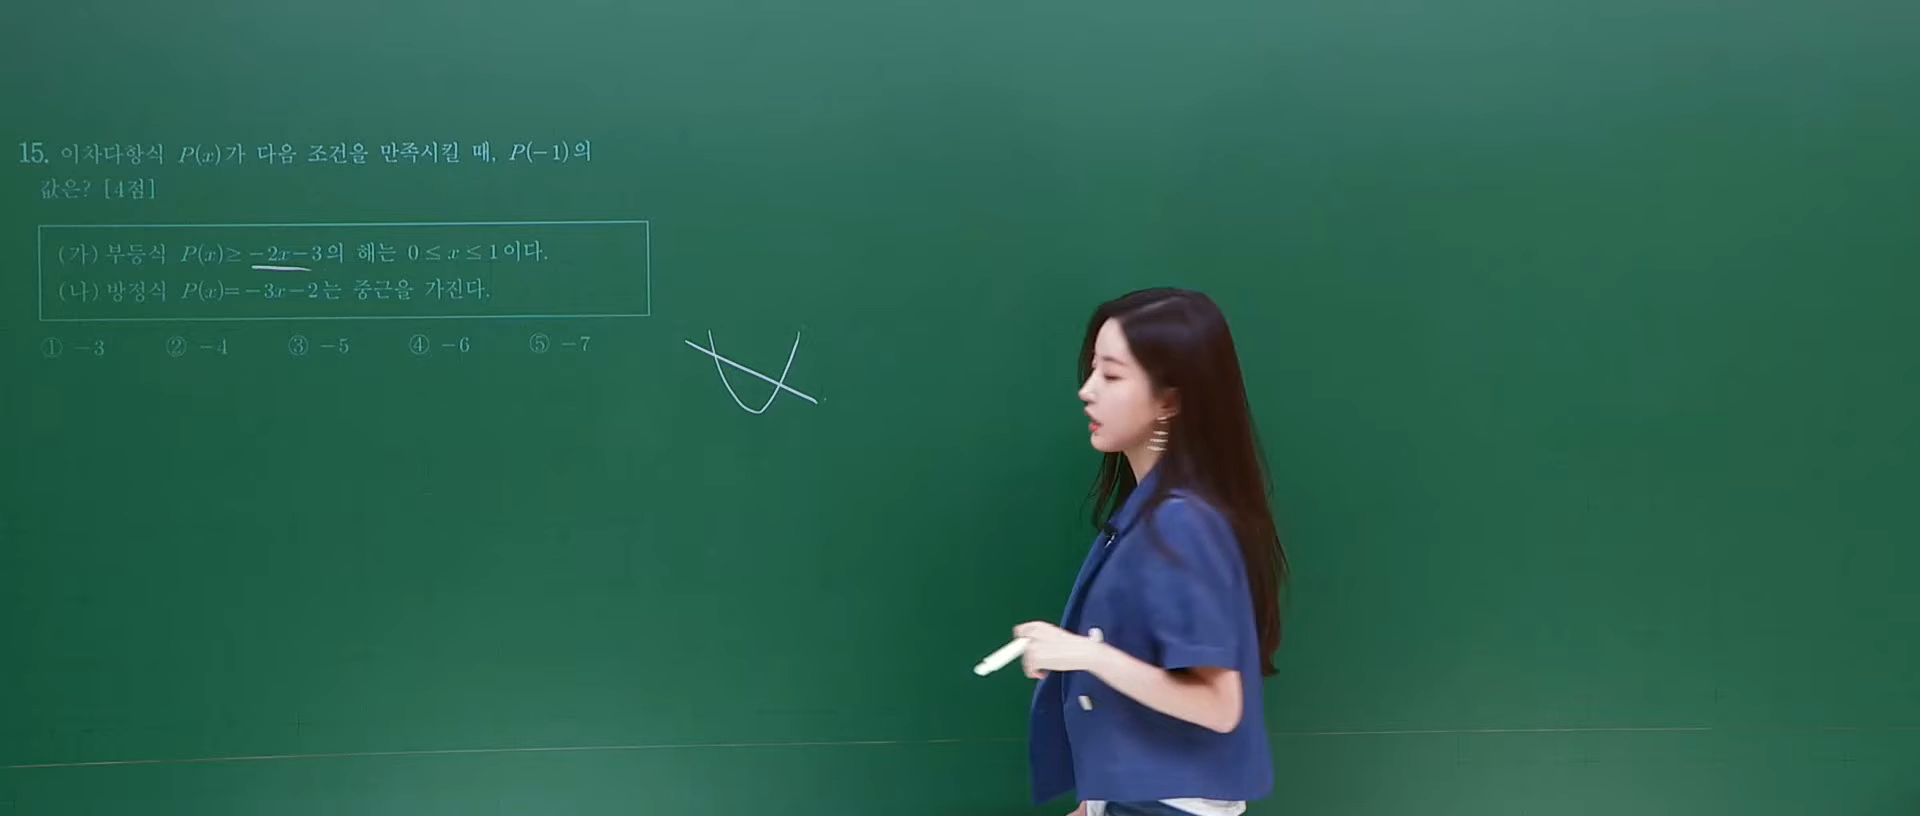 15. 이차다항식 P(x)가 다음 조건을 만족시킬 때, P(-1)의
값은? [4점]
(가) 부등식 P(x)≥-2x-3의 해는 0≤x≤1이다.
(나) 방정식 P(x)=-3x-2는 중근을 가진다.
① -3 ② -4 ③ -5 ④ -6 ⑤ -7